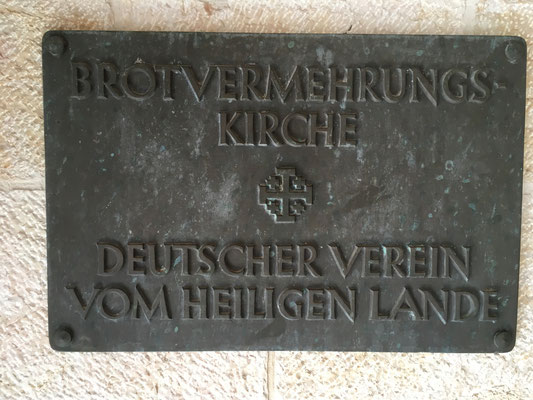 BROTVERMEHRUNGS-
KIRCHE
DEUTSCHER VEREIN
VOM HEILIGEN LANDE